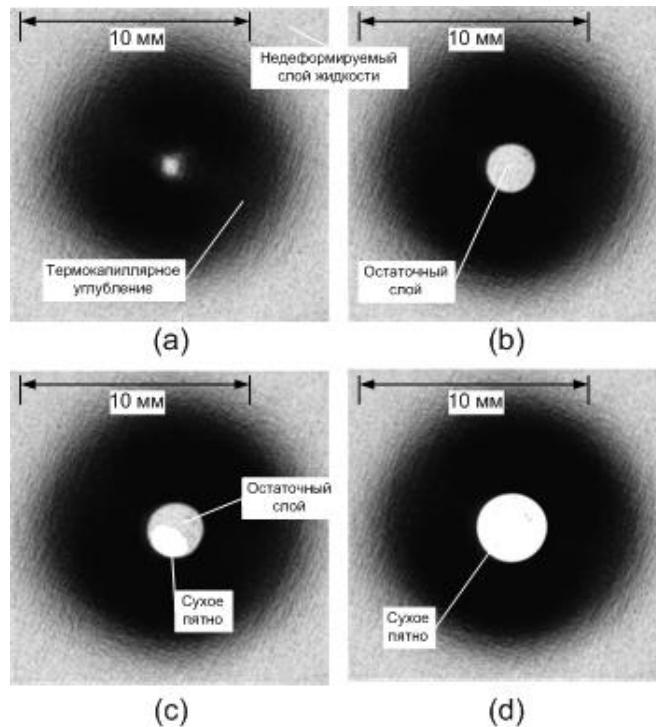 10 мм
Недеформируемый
слой жидкости
Термокапиллярное
углубление
(a)
10 мм
Остаточный
слой
(b)
10 мм
Остаточный
слой
Сухое
пятно
(c)
10 мм
Сухое
пятно
(d)